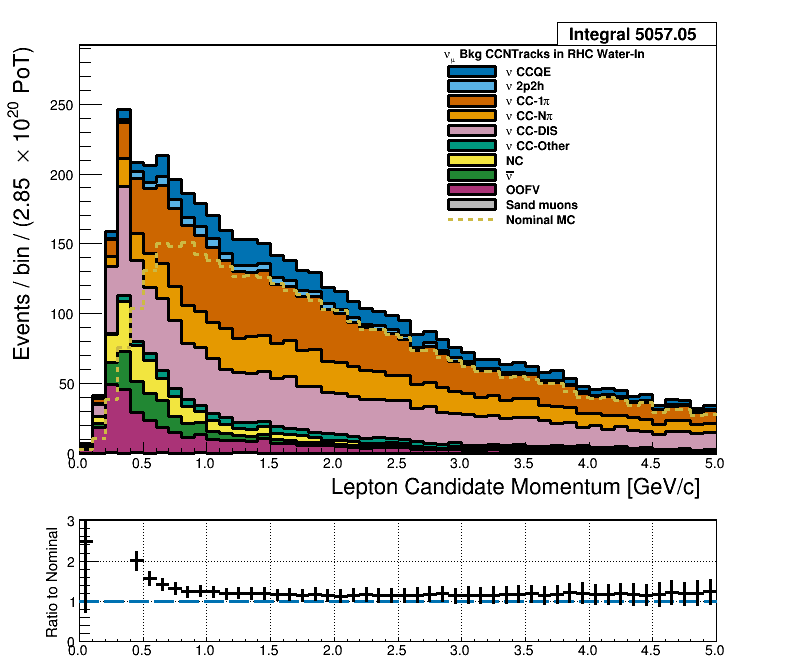 Integral 5057.05
νμ Bkg CCNTracks in RHC Water-In
ν CCQE
ν 2p2h
ν CC-1π
ν CC-Nπ
ν CC-DIS
ν CC-Other
NC
ν̅
OOFV
Sand muons
Nominal MC
Events / bin / (2.85 × 10²⁰ PoT)
250
200
150
100
50
0
0.0 0.5 1.0 1.5 2.0 2.5 3.0 3.5 4.0 4.5 5.0
Lepton Candidate Momentum [GeV/c]
Ratio to Nominal
3
2
1
0
0.0 0.5 1.0 1.5 2.0 2.5 3.0 3.5 4.0 4.5 5.0